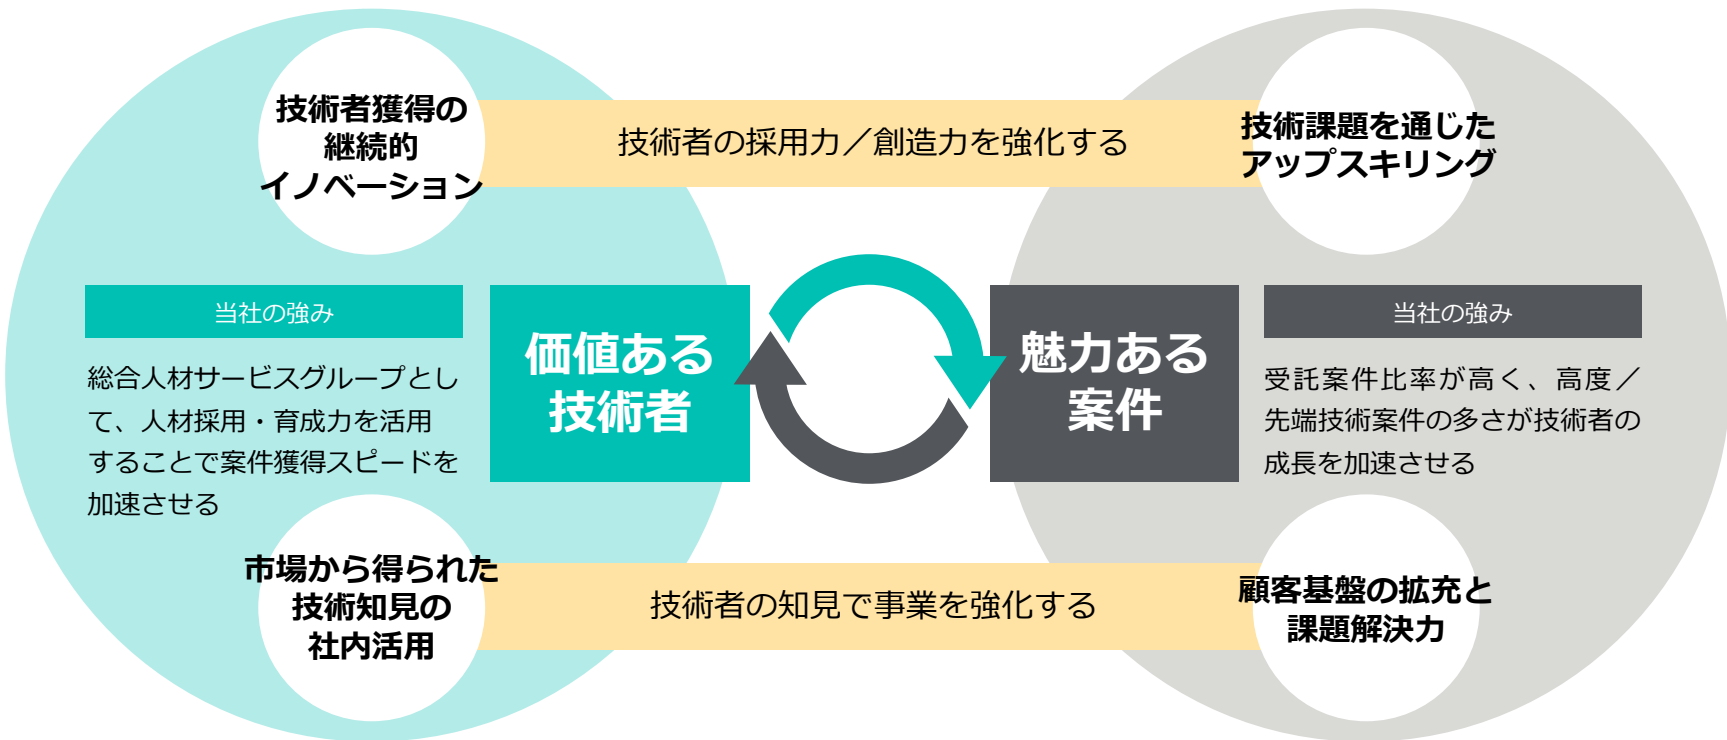 技術者獲得の
継続的
イノベーション
技術者の採用力／創造力を強化する
技術課題を通じた
アップスキリング
当社の強み
総合人材サービスグループとし
て、人材採用・育成力を活用
することで案件獲得スピードを
加速させる
価値ある
技術者
魅力ある
案件
当社の強み
受託案件比率が高く、高度／
先端技術案件の多さが技術者の
成長を加速させる
市場から得られた
技術知見の
社内活用
技術者の知見で事業を強化する
顧客基盤の拡充と
課題解決力